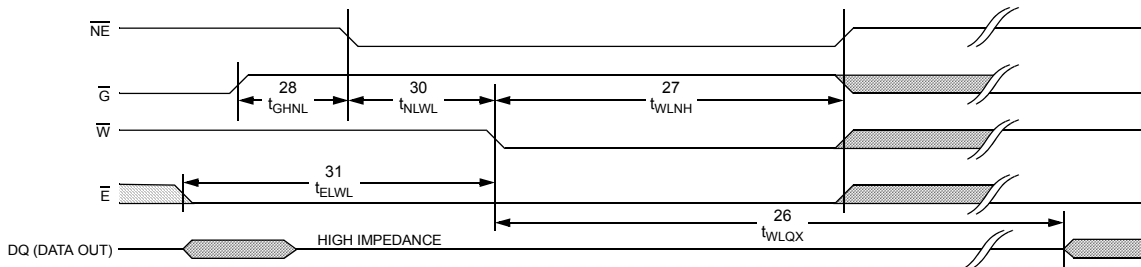 NE
G
28
tGHNL
30
tNLWL
27
tWLNH
W
31
tELWL
E
26
tWLQX
DQ (DATA OUT)
HIGH IMPEDANCE